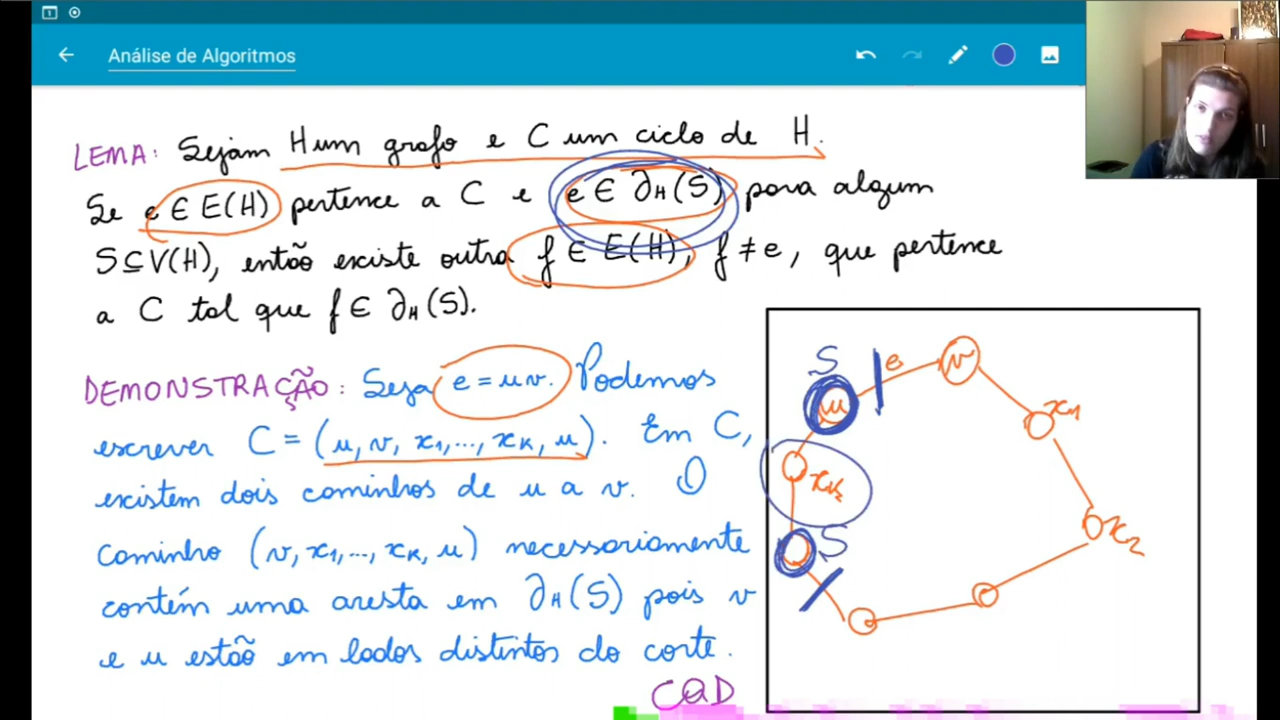 Análise de Algoritmos
LEMA: Sejam H um grafo e C um ciclo de H.
Se e ∈ E(H) pertence a C e e ∈ ∂H(S) para algum
S ⊆ V(H), então existe outra f ∈ E(H), f ≠ e, que pertence
a C tal que f ∈ ∂H(S).
DEMONSTRAÇÃO: Seja e = uv. Podemos
escrever C = (u, v, x1, ..., xK, u). Em C,
existem dois caminhos de u a v. O
caminho (v, x1, ..., xK, u) necessariamente
contém uma aresta em ∂H(S) pois v
e u estão em lados distintos do corte.
CQD
S
e
v
u
x1
xK
x2
S